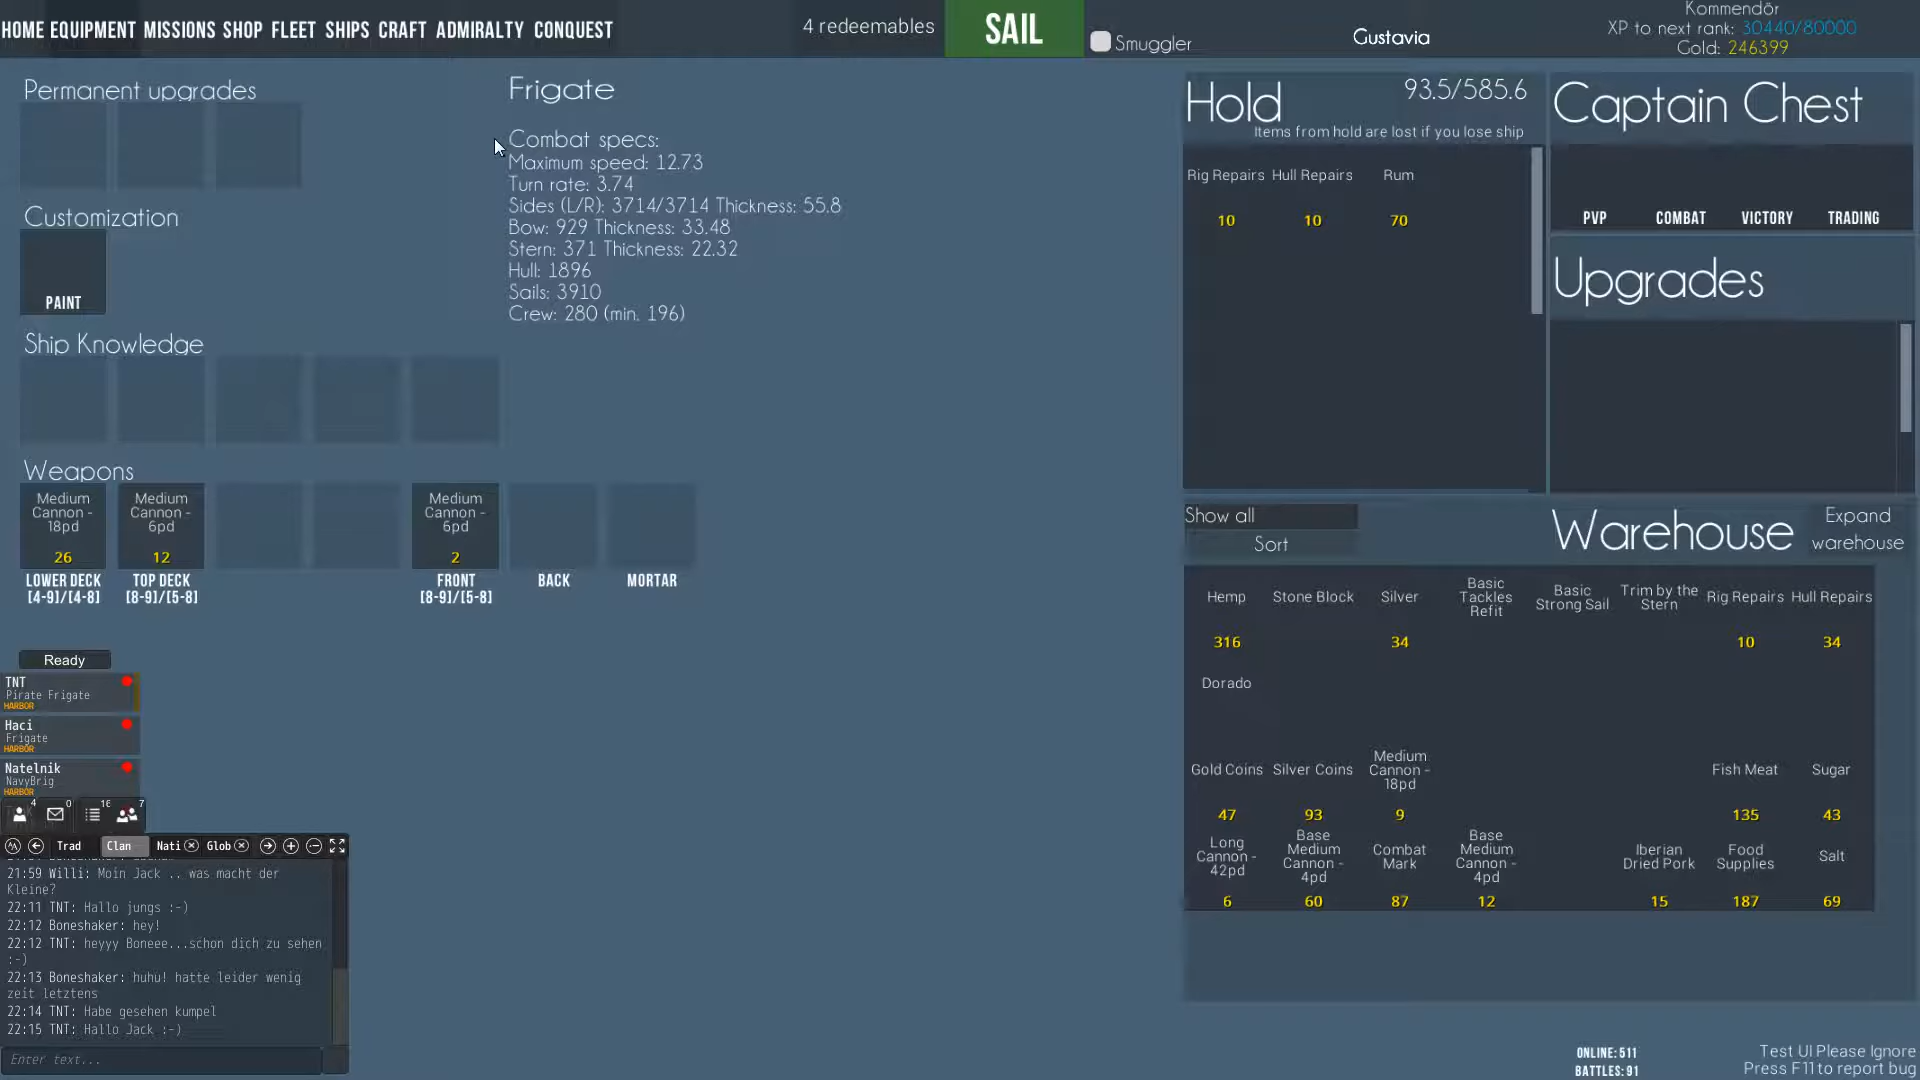 HOME EQUIPMENT MISSIONS SHOP FLEET SHIPS CRAFT ADMIRALTY CONQUEST
4 redeemables
SAIL
Smuggler
Gustavia
Kommendör
XP to next rank: 30440/80000
Gold: 246399
Permanent upgrades
Customization
PAINT
Ship Knowledge
Weapons
Medium Cannon - 18pd
26
LOWER DECK
[4-9]/[4-8]
Medium Cannon - 6pd
12
TOP DECK
[8-9]/[5-8]
Medium Cannon - 6pd
2
FRONT
[8-9]/[5-8]
BACK
MORTAR
Frigate
Combat specs:
Maximum speed: 12.73
Turn rate: 3.74
Sides (L/R): 3714/3714 Thickness: 55.8
Bow: 929 Thickness: 33.48
Stern: 371 Thickness: 22.32
Hull: 1896
Sails: 3910
Crew: 280 (min. 196)
Hold
93.5/585.6
Items from hold are lost if you lose ship
Rig Repairs Hull Repairs Rum
10 10 70
Captain Chest
PVP COMBAT VICTORY TRADING
Upgrades
Show all
Sort
Warehouse
Expand warehouse
Hemp Stone Block Silver Basic Tackles Refit Basic Strong Sail Trim by the Stern Rig Repairs Hull Repairs
316 34 10 34
Dorado
Gold Coins Silver Coins Medium Cannon - 18pd Fish Meat Sugar
47 93 9 135 43
Long Cannon - 42pd Base Medium Cannon - 4pd Combat Mark Base Medium Cannon - 4pd Iberian Dried Pork Food Supplies Salt
6 60 87 12 15 187 69
Ready
TNT
Pirate Frigate
HARBOR
Haci
Frigate
HARBOR
Natelnik
NavyBrig
HARBOR
4 0 16 7
Trad Clan Nati Glob
21:59 Willi: Moin Jack .. was macht der
Kleine?
22:11 TNT: Hallo jungs :-)
22:12 Boneshaker: hey!
22:12 TNT: heyyy Boneee...schon dich zu sehen
:-)
22:13 Boneshaker: huhu! hatte leider wenig
zeit letztens
22:14 TNT: Habe gesehen kumpel
22:15 TNT: Hallo Jack :-)
Enter text...
ONLINE:511
BATTLES:91
Test UI Please Ignore
Press F11 to report bug